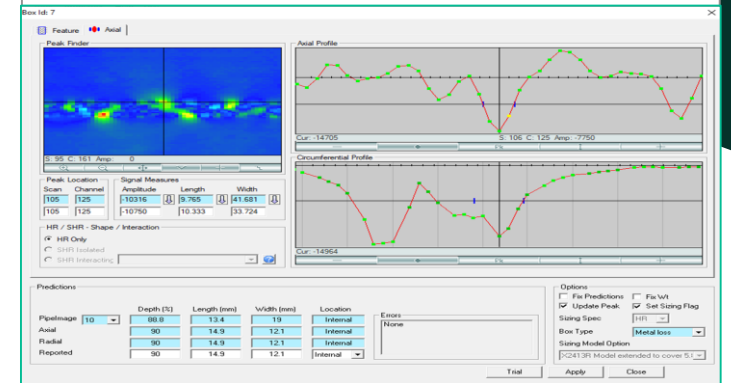 Box Id: 7
Feature Axial
Peak Finder
S: 95 C: 161 Amp: 0
Axial Profile
Cur: -14705 S: 106 C: 125 Amp: -7750
Circumferential Profile
Cur: -14964
Peak Location Signal Measures
Scan Channel Amplitude Length Width
105 125 -10316 9.765 41.681
105 125 -10750 10.333 33.724
HR / SHR - Shape / Interaction
HR Only
SHR Isolated
SHR Interacting
Predictions
Depth (%) Length (mm) Width (mm) Location
PipeImage 10 88.8 13.4 19 Internal
Axial 90 14.9 12.1 Internal
Radial 90 14.9 12.1 Internal
Reported 90 14.9 12.1 Internal
Errors
None
Options
Fix Predictions Fix Wt
Update Peak Set Sizing Flag
Sizing Spec HR
Box Type Metal loss
Sizing Model Option
X2413R Model extended to cover 5.
Trial Apply Close